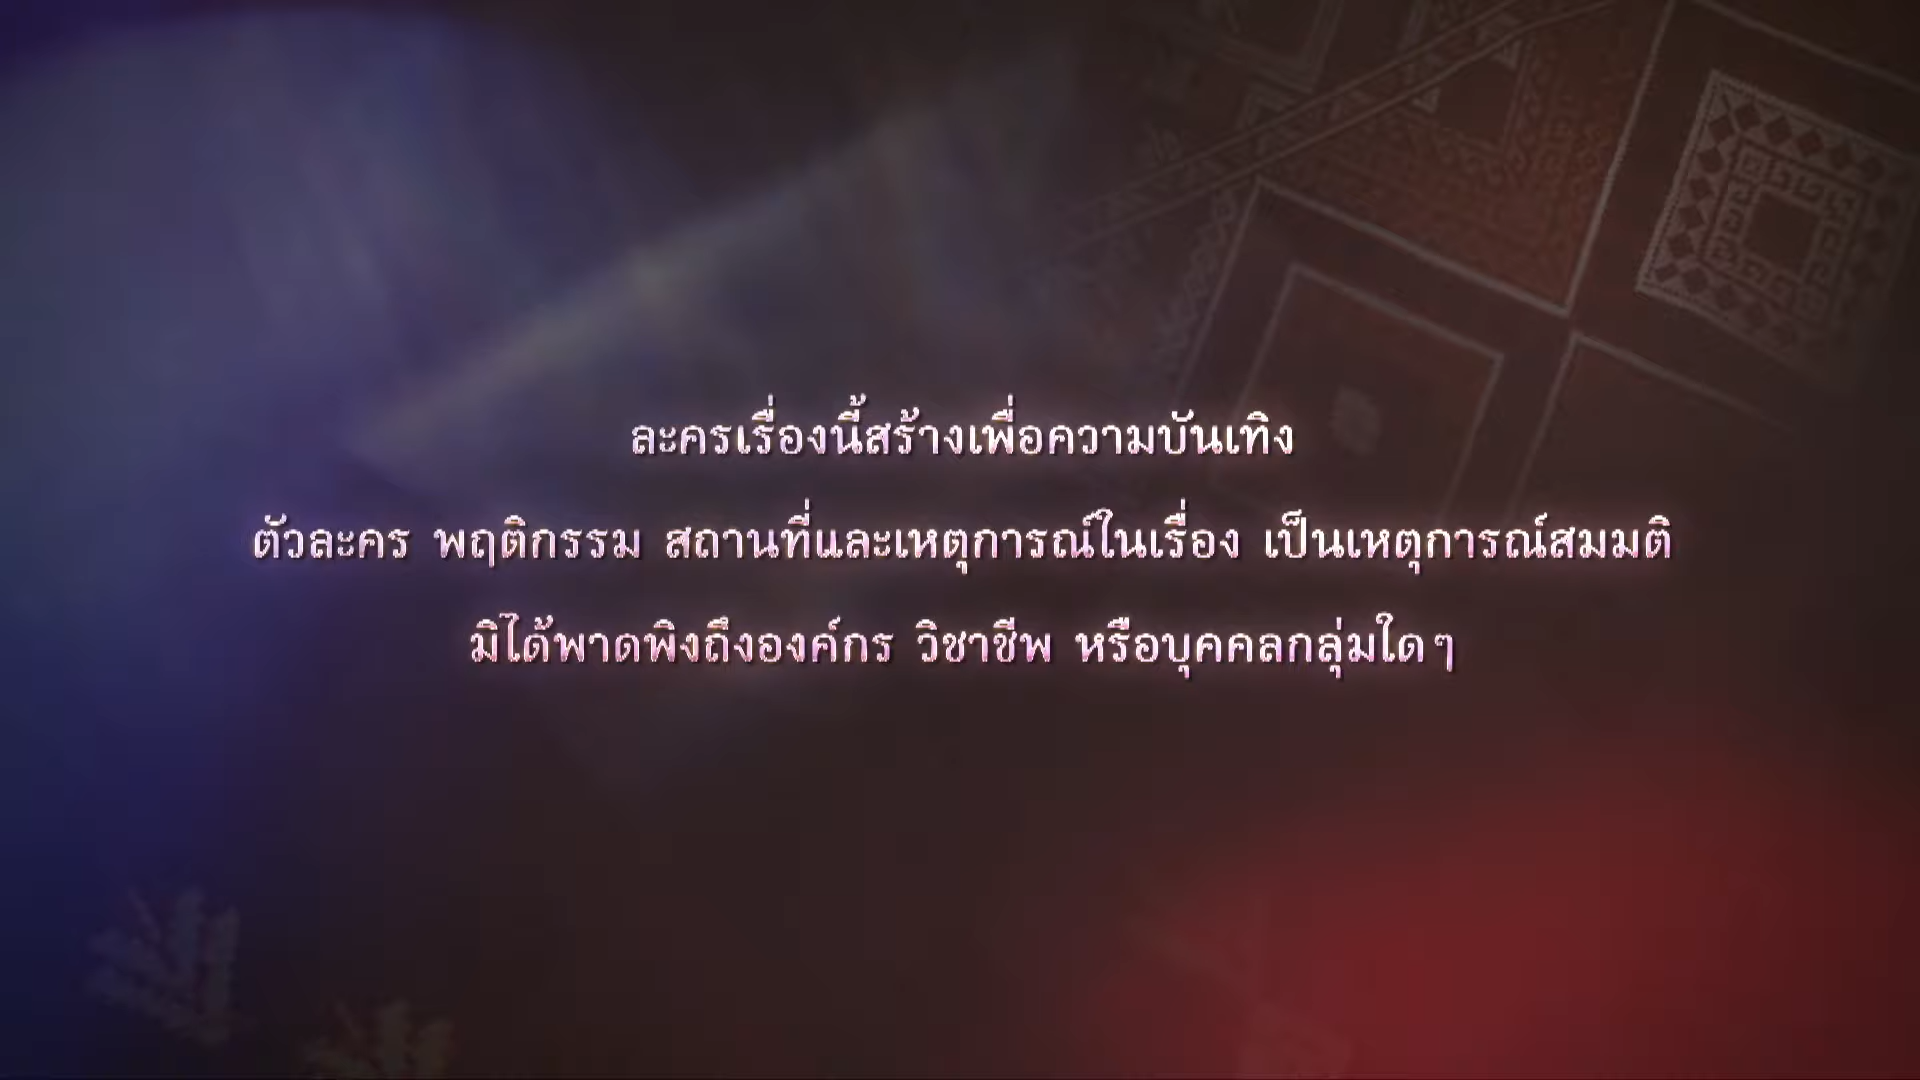 ละครเรื่องนี้สร้างเพื่อความบันเทิง
ตัวละคร พฤติกรรม สถานที่และเหตุการณ์ในเรื่อง เป็นเหตุการณ์สมมติ
มิได้พาดพิงถึงองค์กร วิชาชีพ หรือบุคคลกลุ่มใดๆ